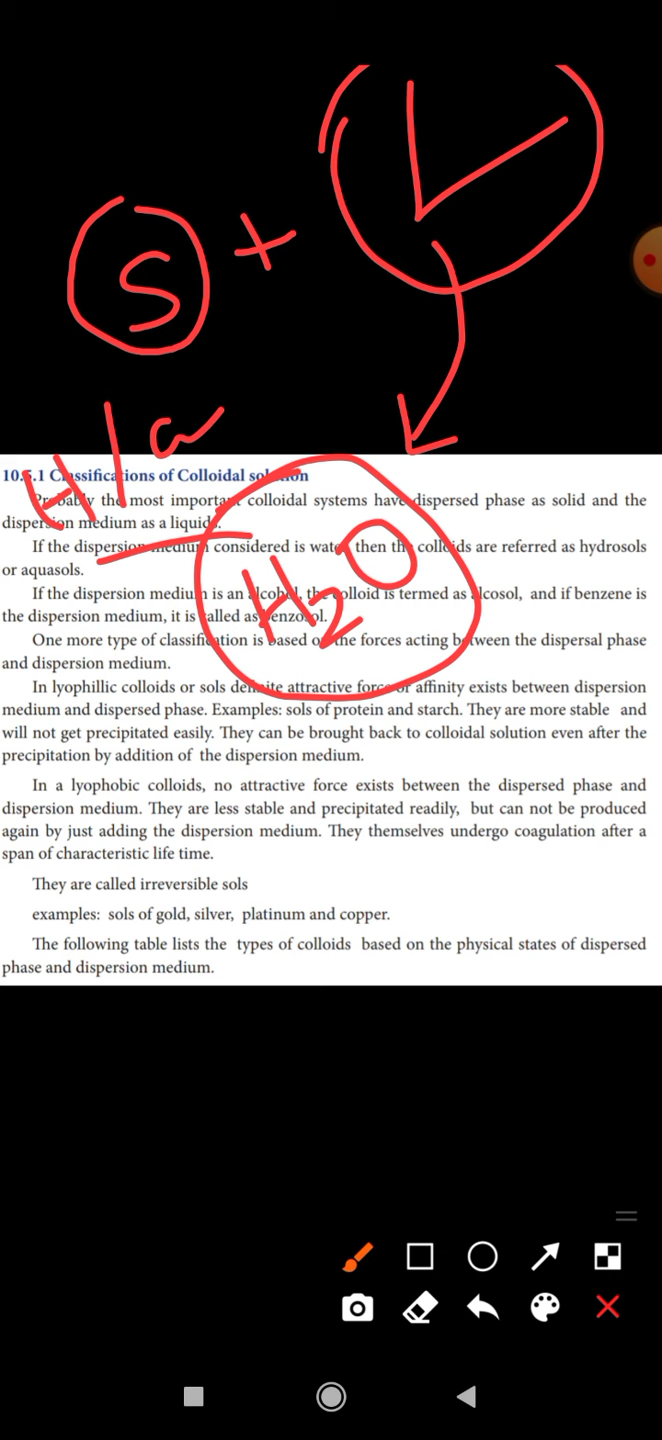 S + L
H/a
10.5.1 Classifications of Colloidal solution
Probably the most important colloidal systems have dispersed phase as solid and the
dispersion medium as a liquid.
If the dispersion medium considered is water then the colloids are referred as hydrosols
or aquasols.
If the dispersion medium is an alcohol, the colloid is termed as alcosol, and if benzene is
the dispersion medium, it is called as benzosol.
H2O
One more type of classification is based on the forces acting between the dispersal phase
and dispersion medium.
In lyophillic colloids or sols definite attractive force or affinity exists between dispersion
medium and dispersed phase. Examples: sols of protein and starch. They are more stable and
will not get precipitated easily. They can be brought back to colloidal solution even after the
precipitation by addition of the dispersion medium.
In a lyophobic colloids, no attractive force exists between the dispersed phase and
dispersion medium. They are less stable and precipitated readily, but can not be produced
again by just adding the dispersion medium. They themselves undergo coagulation after a
span of characteristic life time.
They are called irreversible sols
examples: sols of gold, silver, platinum and copper.
The following table lists the types of colloids based on the physical states of dispersed
phase and dispersion medium.